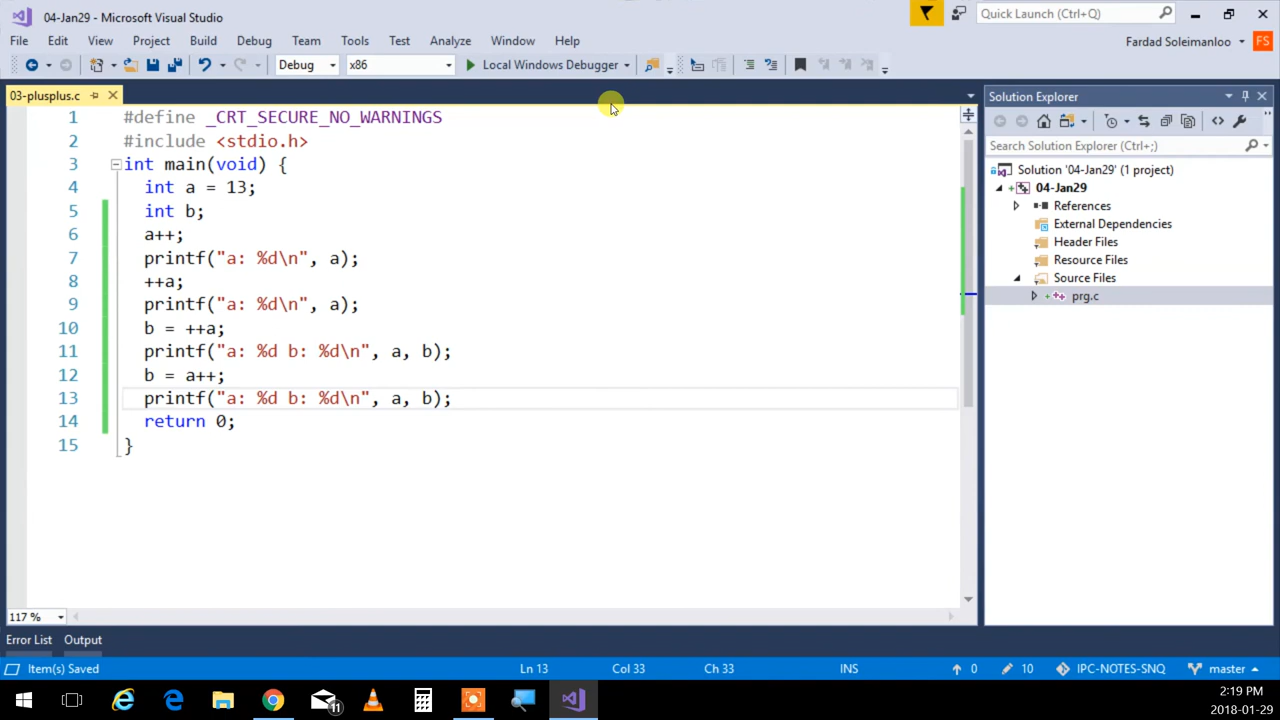 04-Jan29 - Microsoft Visual Studio
Quick Launch (Ctrl+Q)
File Edit View Project Build Debug Team Tools Test Analyze Window Help
Fardad Soleimanloo FS
Debug x86 Local Windows Debugger
03-plusplus.c
Solution Explorer
Search Solution Explorer (Ctrl+;)
Solution '04-Jan29' (1 project)
04-Jan29
References
External Dependencies
Header Files
Resource Files
Source Files
prg.c
1 #define _CRT_SECURE_NO_WARNINGS
2 #include <stdio.h>
3 int main(void) {
4 int a = 13;
5 int b;
6 a++;
7 printf("a: %d\n", a);
8 ++a;
9 printf("a: %d\n", a);
10 b = ++a;
11 printf("a: %d b: %d\n", a, b);
12 b = a++;
13 printf("a: %d b: %d\n", a, b);
14 return 0;
15 }
117 %
Error List Output
Item(s) Saved Ln 13 Col 33 Ch 33 INS 0 10 IPC-NOTES-SNQ master
11
2:19 PM
2018-01-29